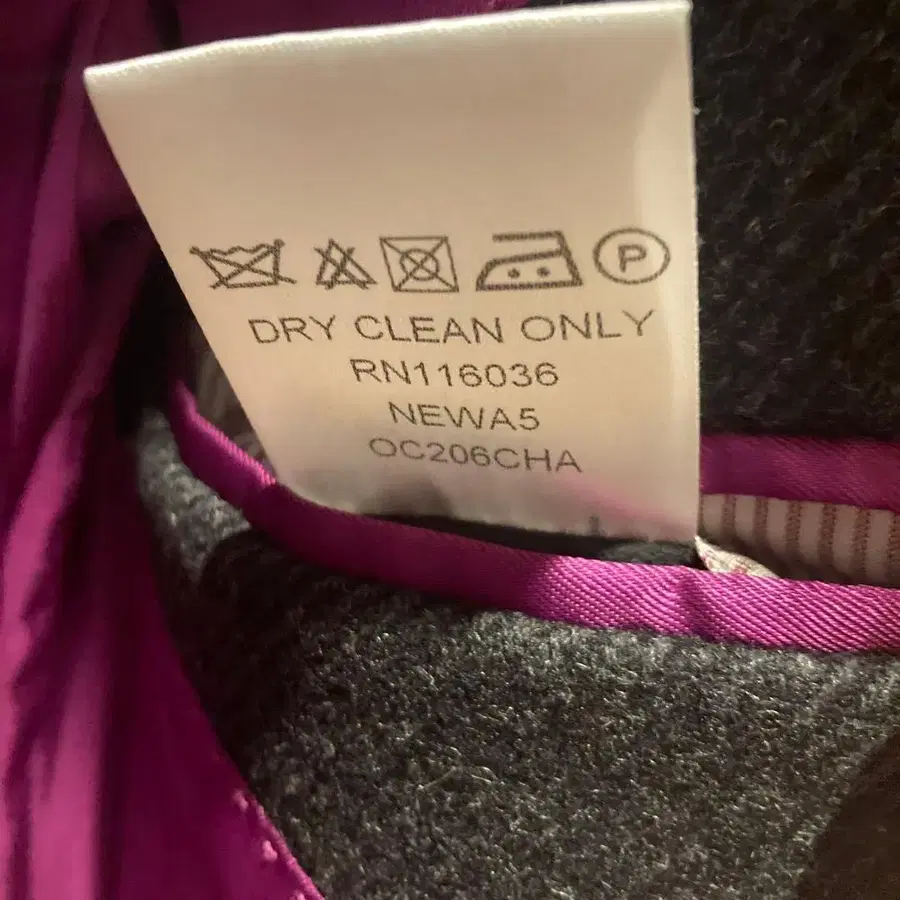 P
DRY CLEAN ONLY
RN116036
NEWA5
OC206CHA